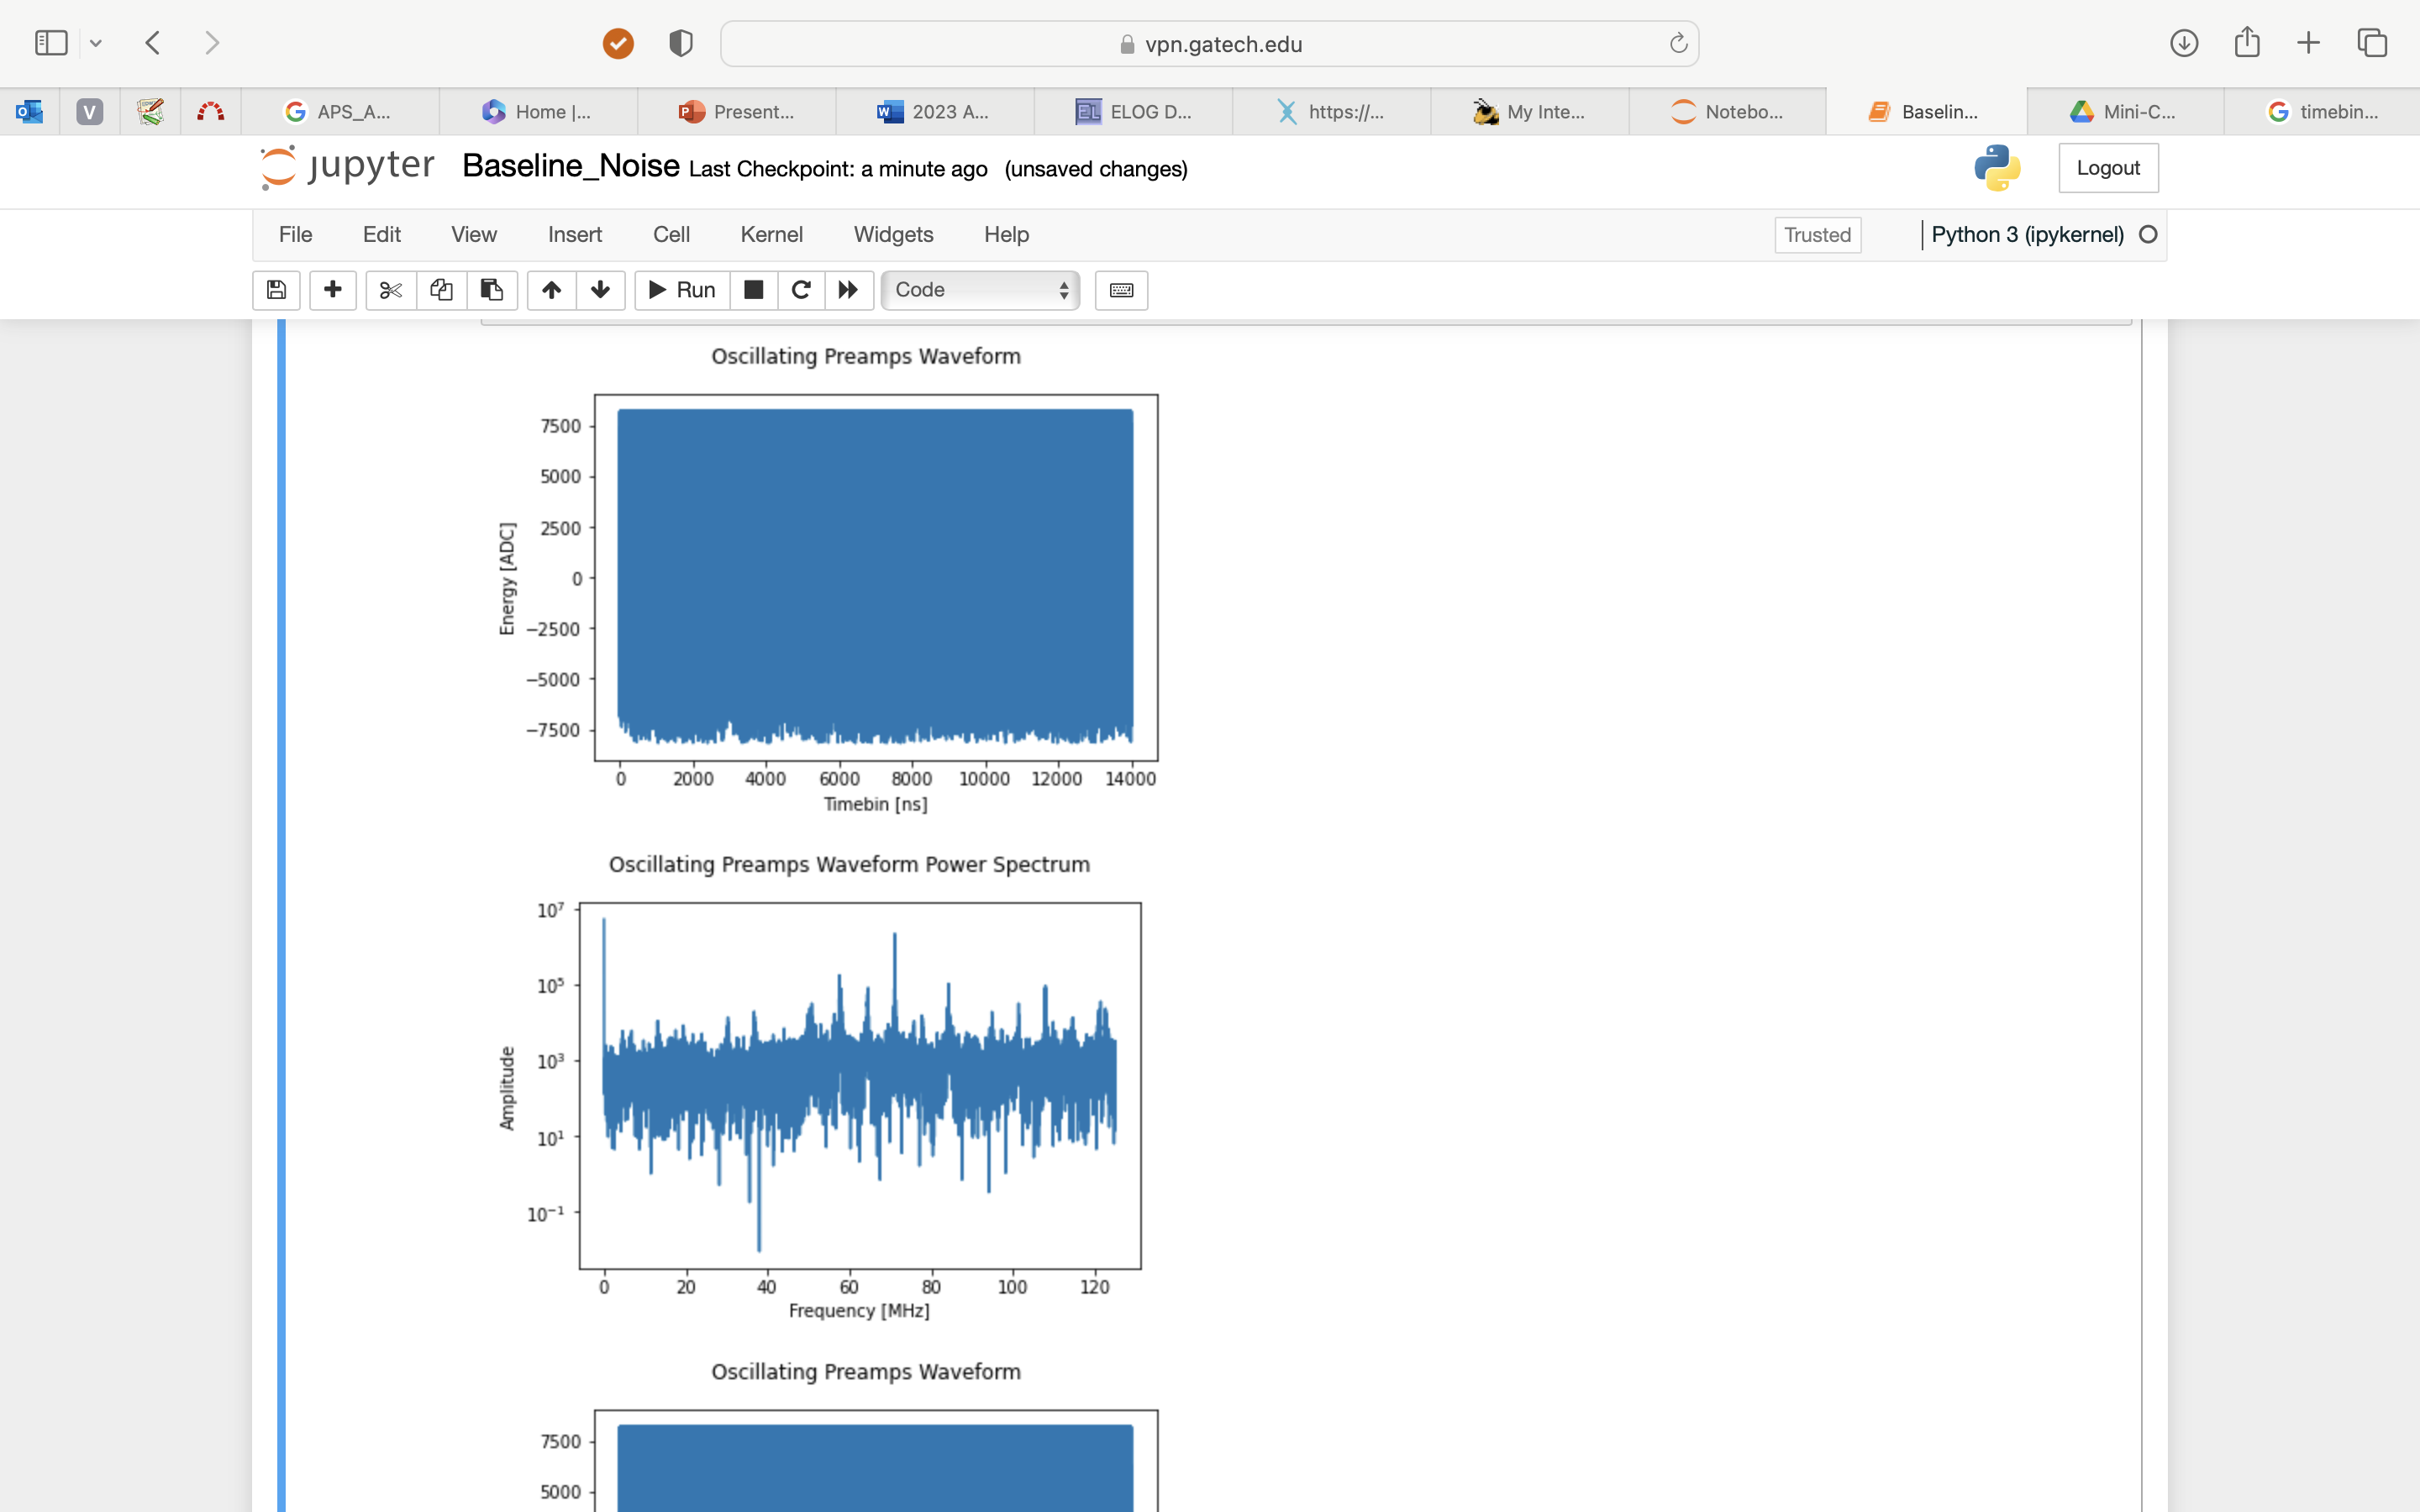 vpn.gatech.edu
V APS_A... Home |... Present... 2023 A... ELOG D... https://... My Inte... Notebo... Baselin... Mini-C... timebin...
jupyter Baseline_Noise Last Checkpoint: a minute ago (unsaved changes) Logout
File Edit View Insert Cell Kernel Widgets Help Trusted Python 3 (ipykernel)
Run Code
Oscillating Preamps Waveform
7500
5000
2500
0
−2500
−5000
−7500
Energy [ADC]
0 2000 4000 6000 8000 10000 12000 14000
Timebin [ns]
Oscillating Preamps Waveform Power Spectrum
10⁷
10⁵
10³
10¹
10⁻¹
Amplitude
0 20 40 60 80 100 120
Frequency [MHz]
Oscillating Preamps Waveform
7500
5000